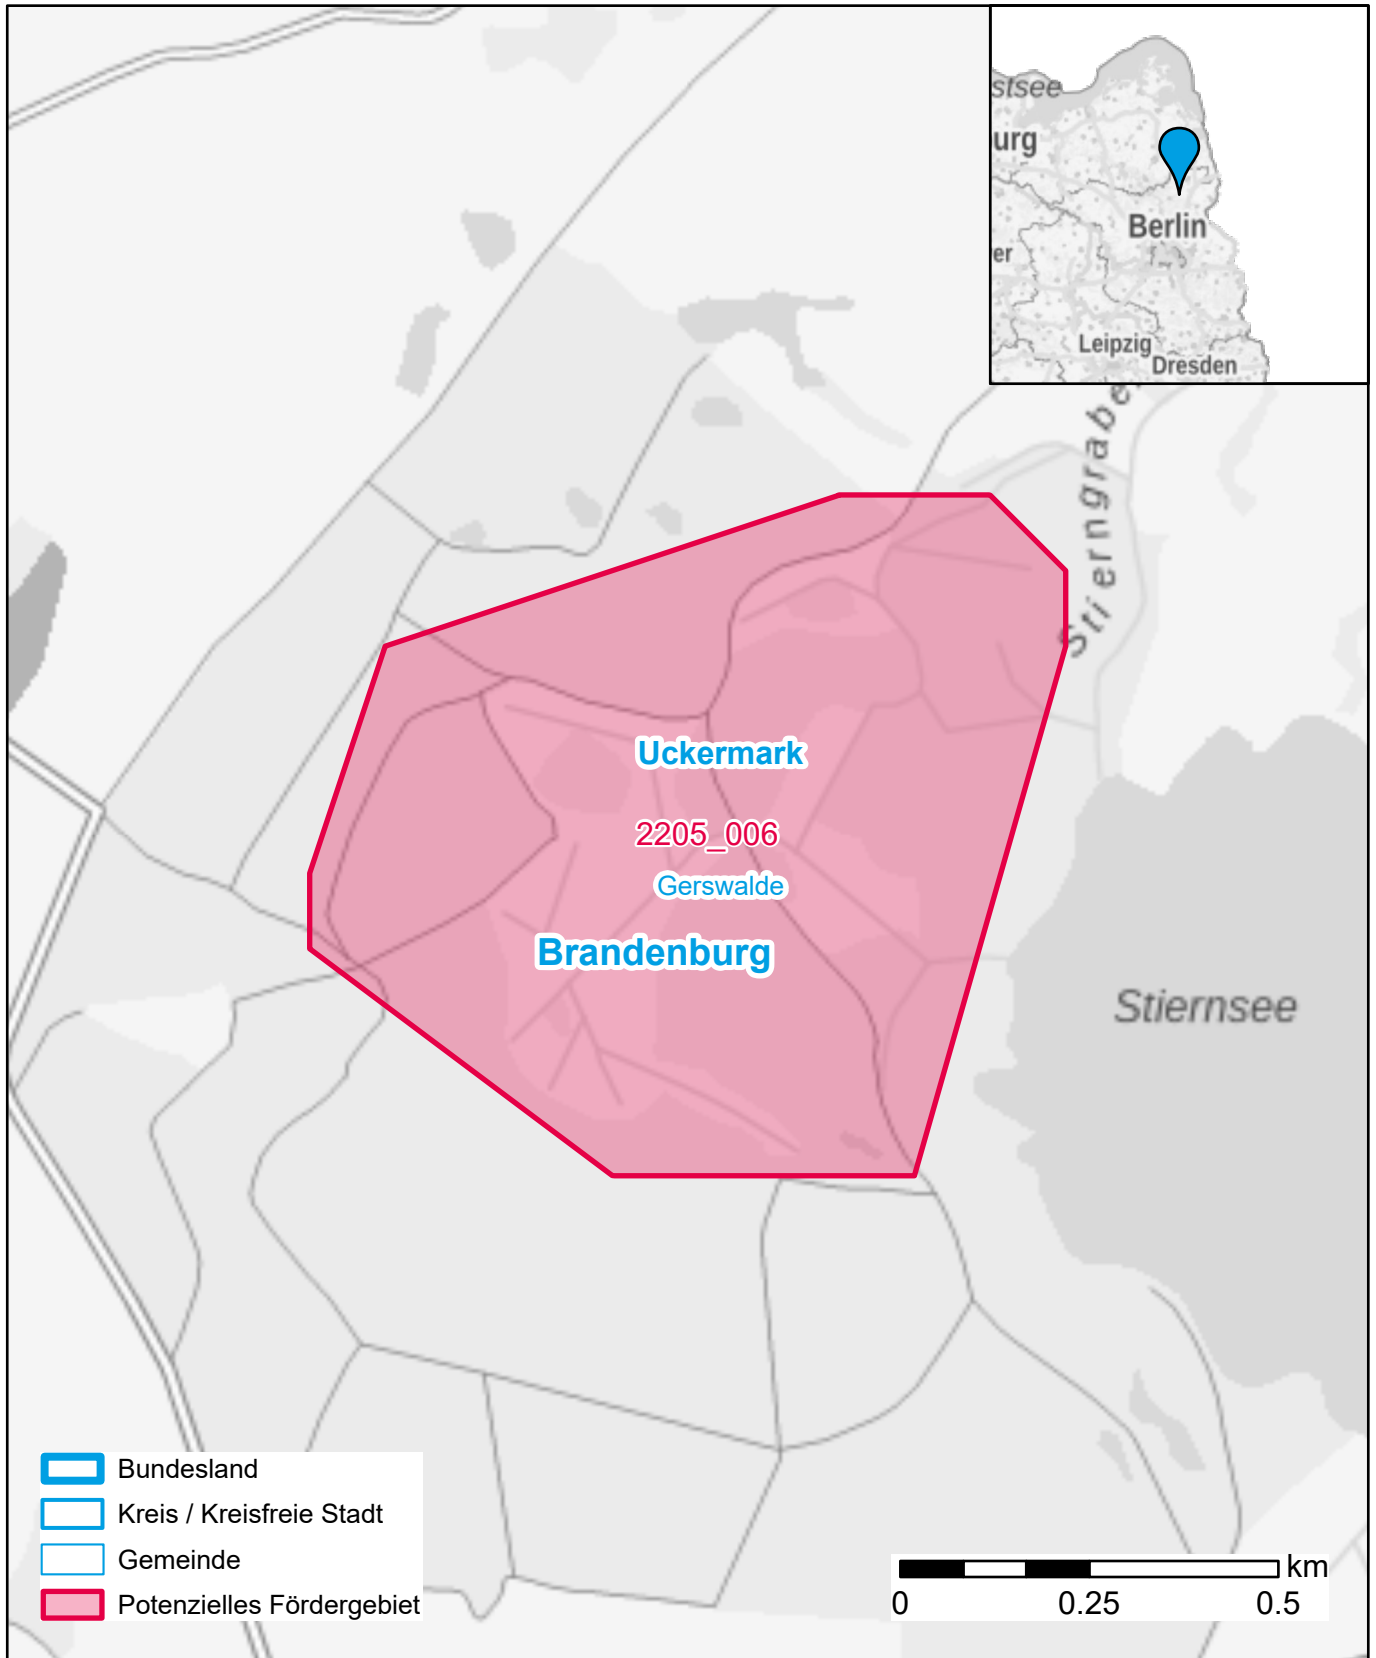 stsee
urg
Berlin
er
Leipzig
Dresden
Stierngrabe
Uckermark
2205_006
Gerswalde
Brandenburg
Stiernsee
Bundesland
Kreis / Kreisfreie Stadt
Gemeinde
Potenzielles Fördergebiet
km
0 0.25 0.5